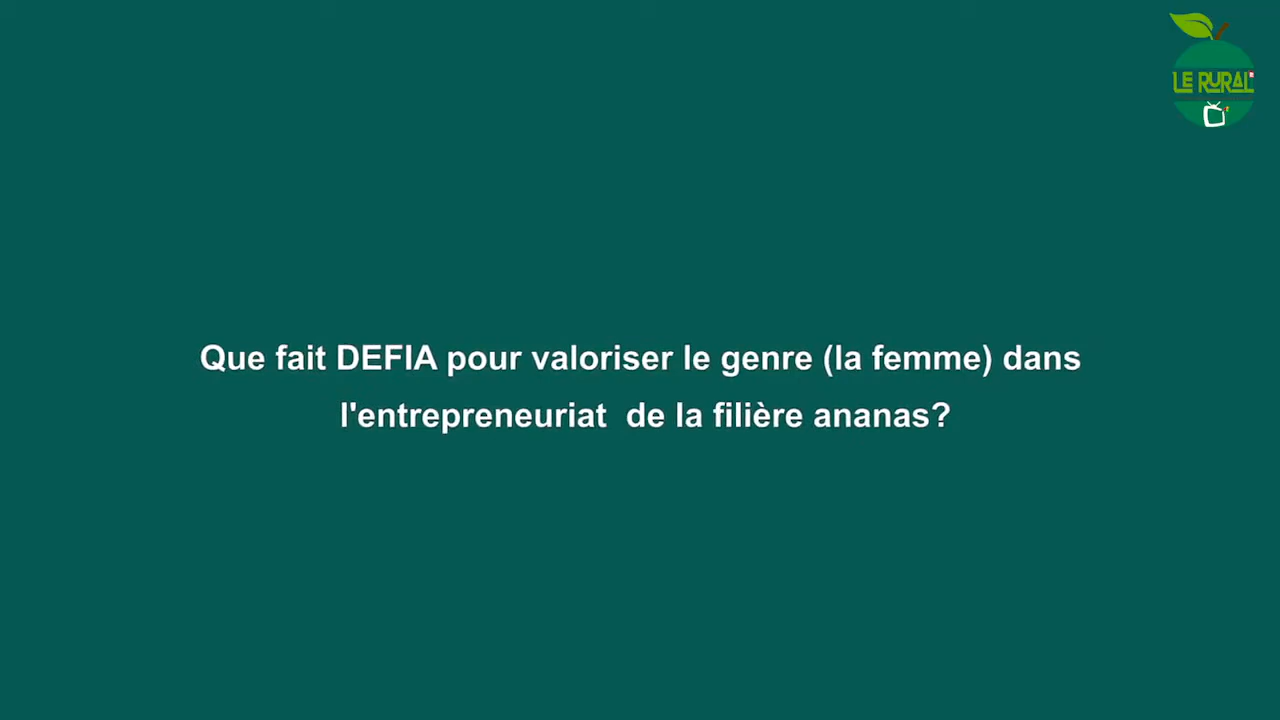 LE RURAL
Que fait DEFIA pour valoriser le genre (la femme) dans
l'entrepreneuriat  de la filière ananas?